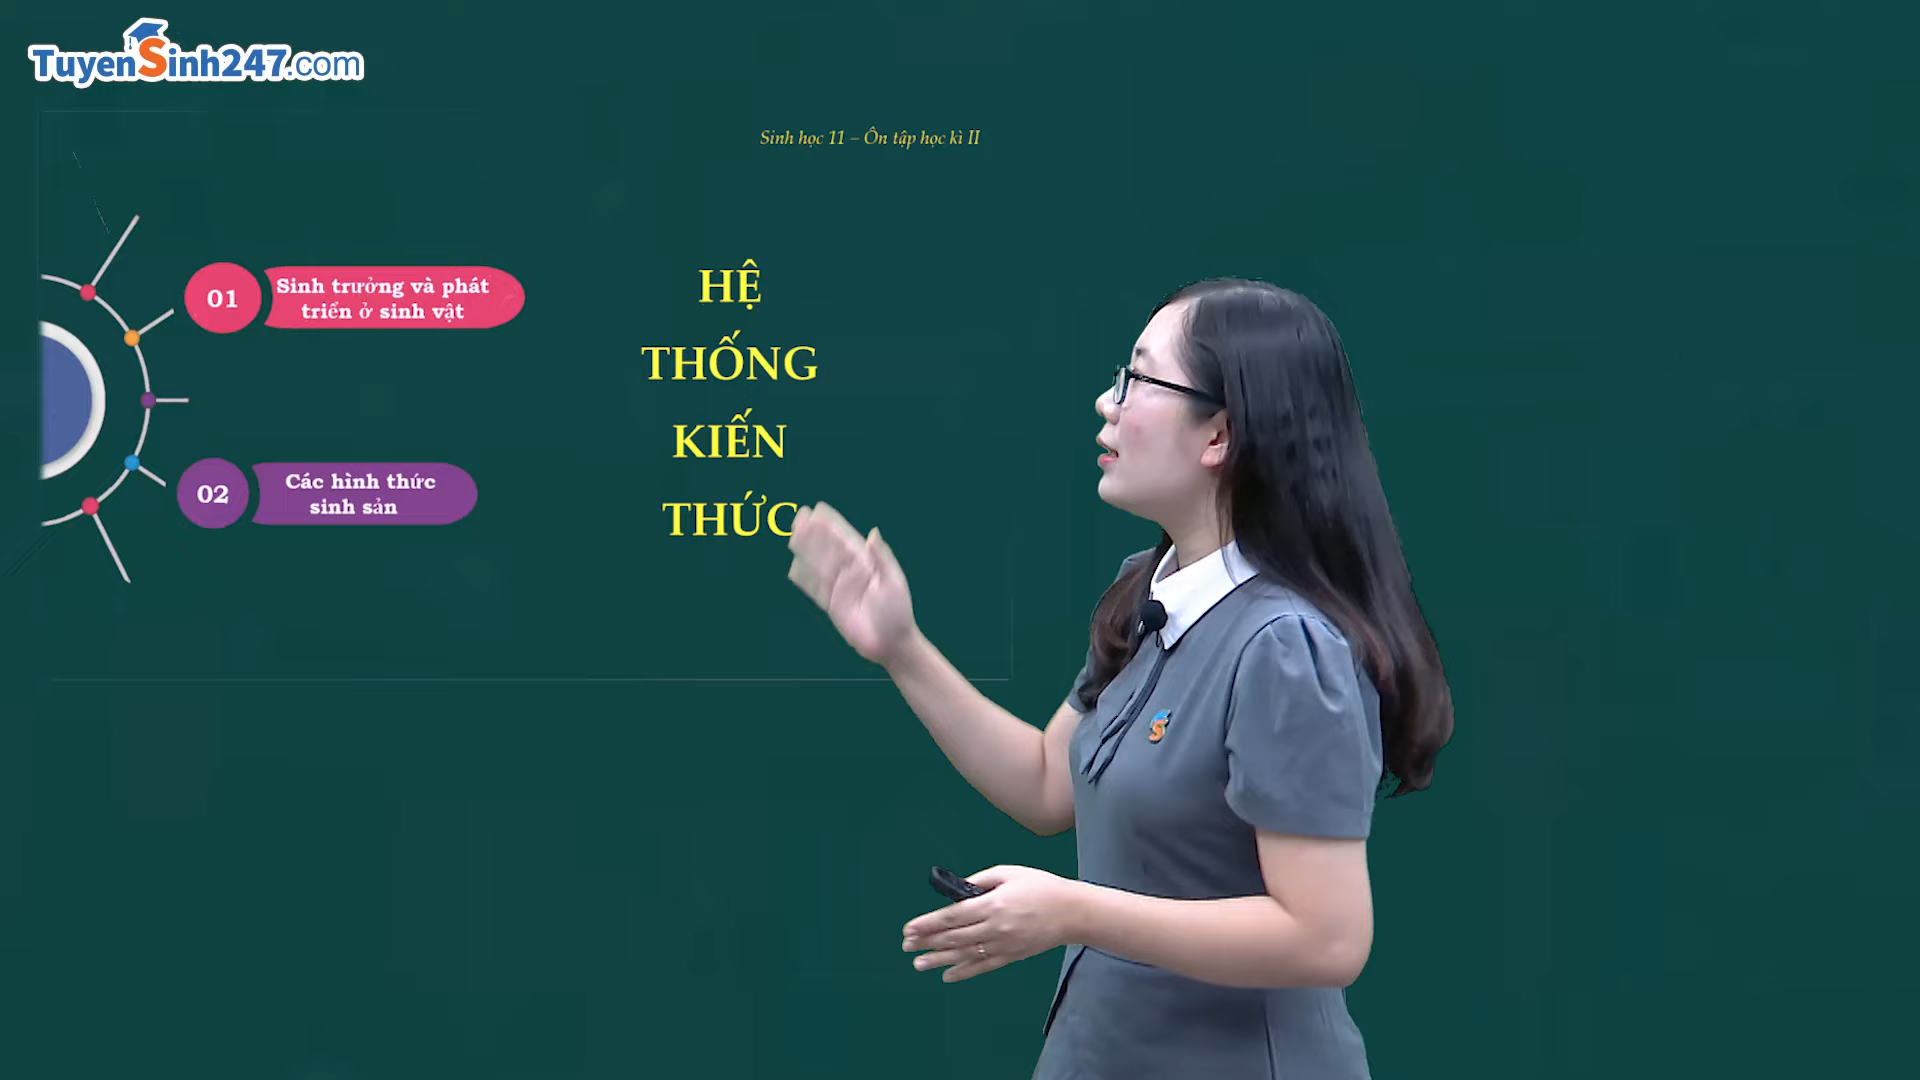 TuyenSinh247.com
Sinh học 11 – Ôn tập học kì II
01
Sinh trưởng và phát
triển ở sinh vật
02
Các hình thức
sinh sản
HỆ
THỐNG
KIẾN
THỨC